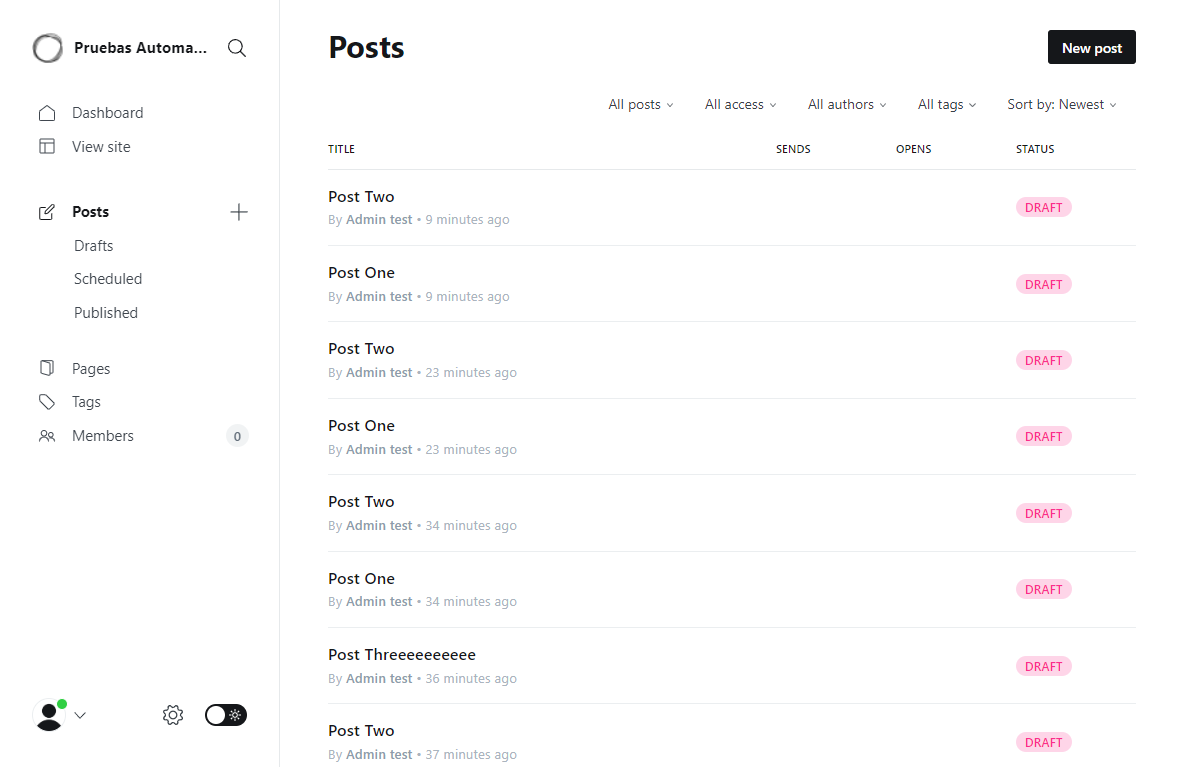 Pruebas Automa...
Dashboard
View site
Posts
Drafts
Scheduled
Published
Pages
Tags
Members 0
Posts
New post
All posts All access All authors All tags Sort by: Newest
TITLE SENDS OPENS STATUS
Post Two
By Admin test • 9 minutes ago
DRAFT
Post One
By Admin test • 9 minutes ago
DRAFT
Post Two
By Admin test • 23 minutes ago
DRAFT
Post One
By Admin test • 23 minutes ago
DRAFT
Post Two
By Admin test • 34 minutes ago
DRAFT
Post One
By Admin test • 34 minutes ago
DRAFT
Post Threeeeeeeeee
By Admin test • 36 minutes ago
DRAFT
Post Two
By Admin test • 37 minutes ago
DRAFT